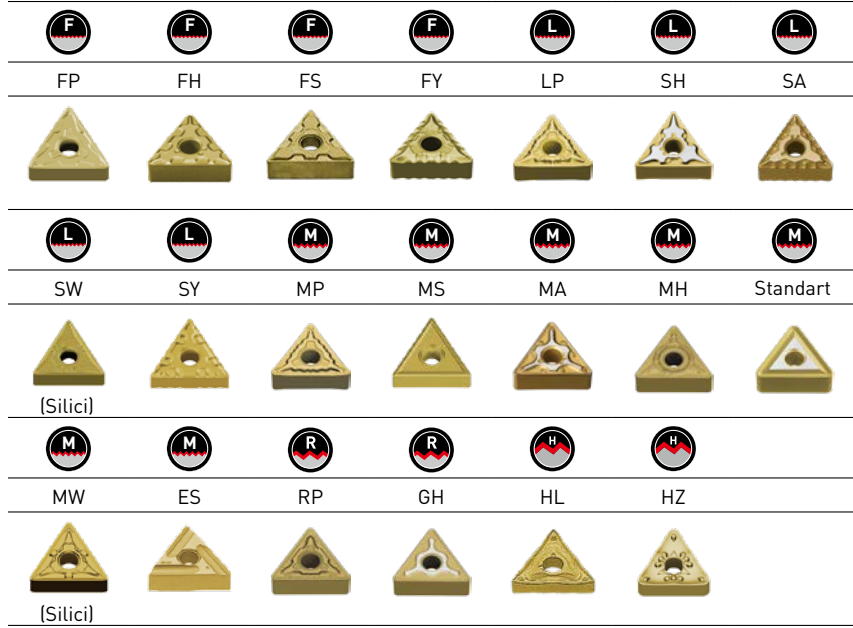 F F F F L L L
FP FH FS FY LP SH SA
L L M M M M M
SW SY MP MS MA MH Standart
(Silici)
M M R R H H
MW ES RP GH HL HZ
(Silici)